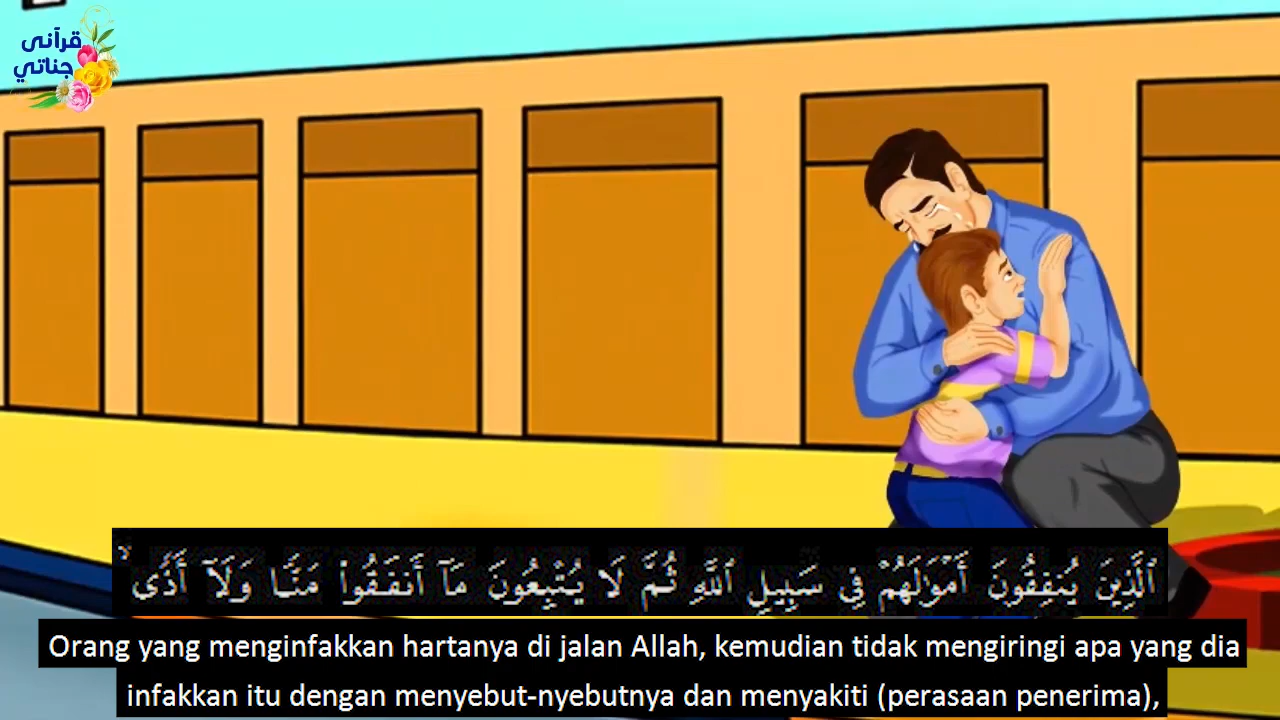 قرآنی
جناتي
ٱلَّذِينَ يُنفِقُونَ أَمْوَٰلَهُمْ فِي سَبِيلِ ٱللَّهِ ثُمَّ لَا يُتْبِعُونَ مَآ أَنفَقُوا۟ مَنًّا وَلَآ أَذًى ۙ
Orang yang menginfakkan hartanya di jalan Allah, kemudian tidak mengiringi apa yang dia
infakkan itu dengan menyebut-nyebutnya dan menyakiti (perasaan penerima),